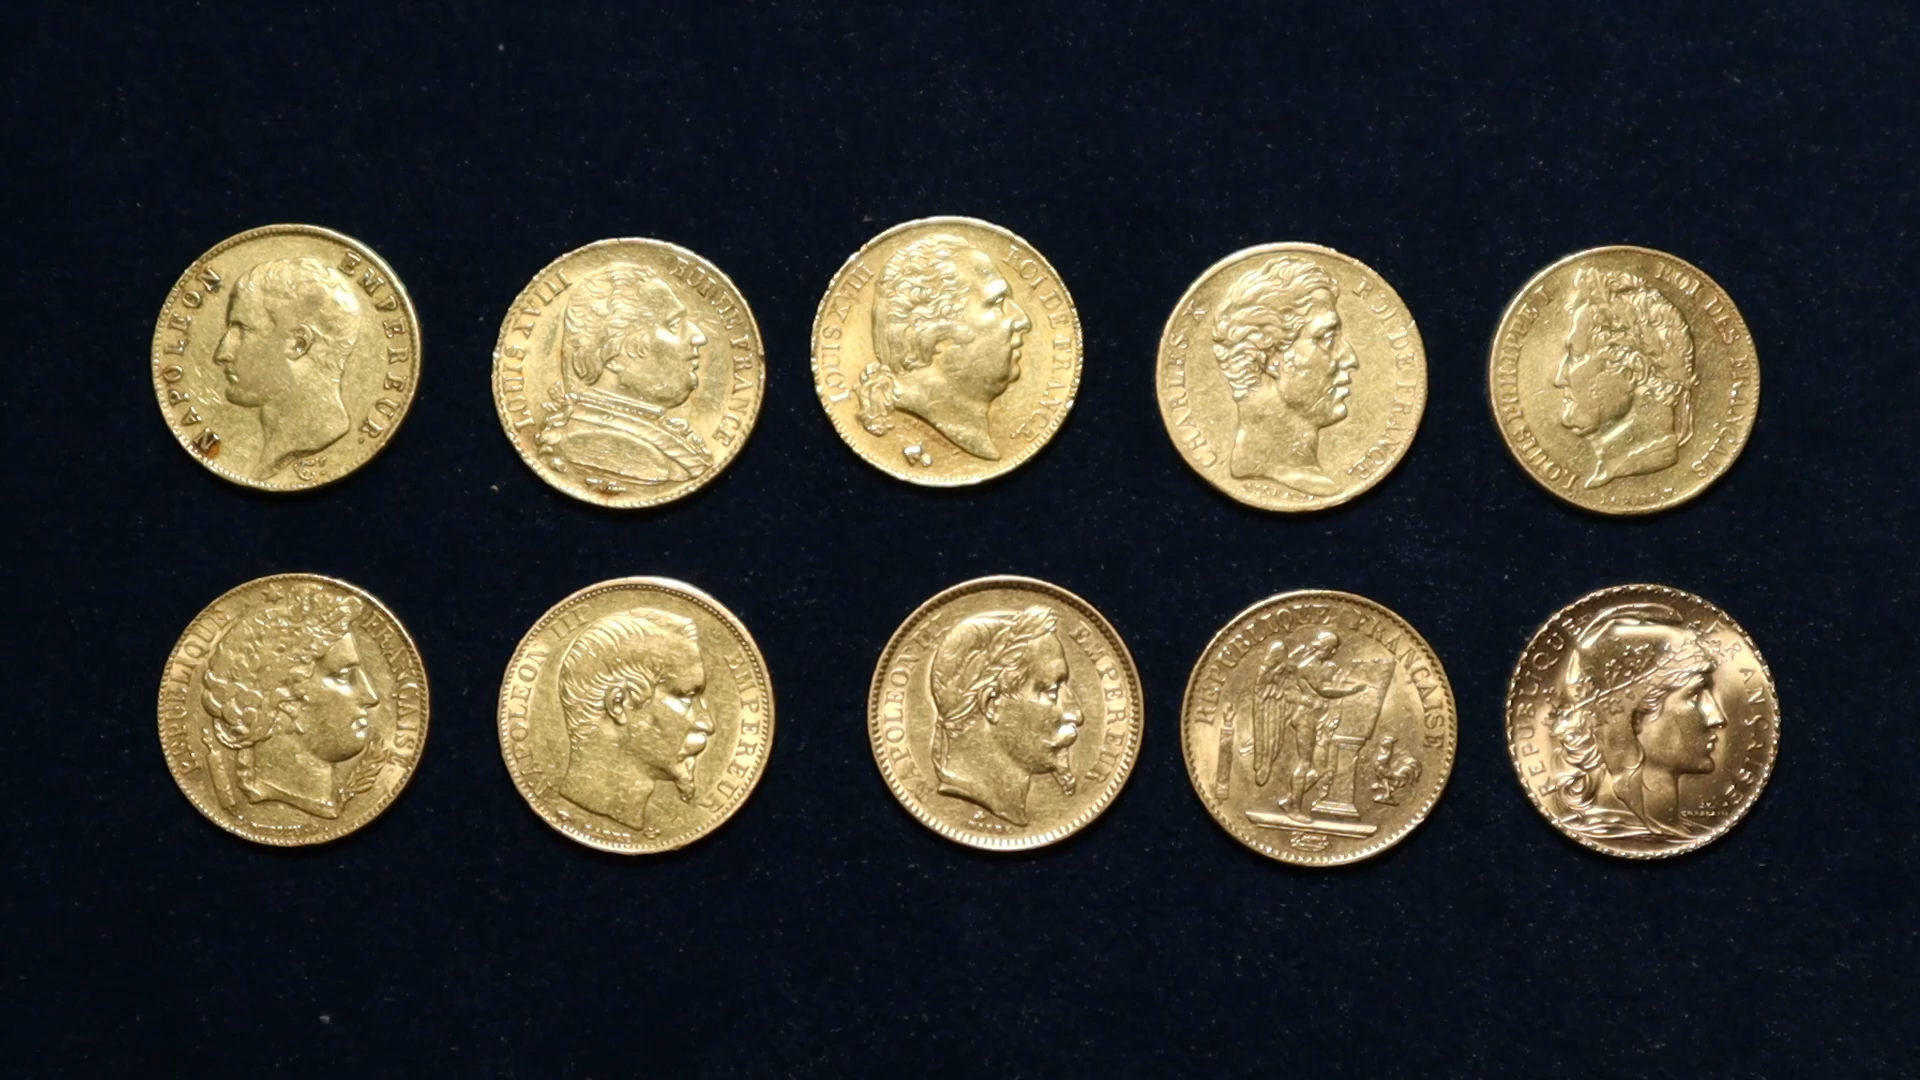 NAPOLEON EMPEREUR.
LOUIS XVIII ROI DE FRANCE
LOUIS XVIII ROI DE FRANCE.
CHARLES X ROI DE FRANCE.
LOUIS PHILIPPE I ROI DES FRANÇAIS
REPUBLIQUE FRANÇAISE
NAPOLEON III EMPEREUR
NAPOLEON III EMPEREUR
REPUBLIQUE FRANÇAISE
REPUBLIQUE FRANÇAISE.